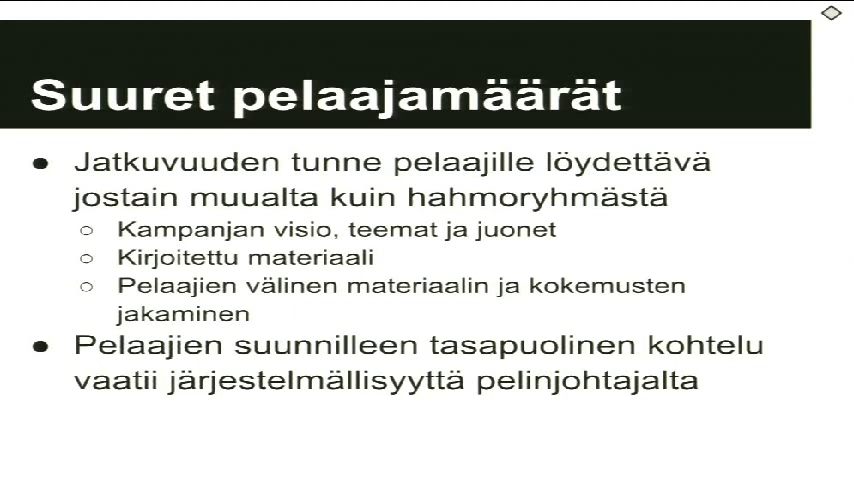 Suuret pelaajamäärät
● Jatkuvuuden tunne pelaajille löydettävä
jostain muualta kuin hahmoryhmästä
○ Kampanjan visio, teemat ja juonet
○ Kirjoitettu materiaali
○ Pelaajien välinen materiaalin ja kokemusten
jakaminen
● Pelaajien suunnilleen tasapuolinen kohtelu
vaatii järjestelmällisyyttä pelinjohtajalta